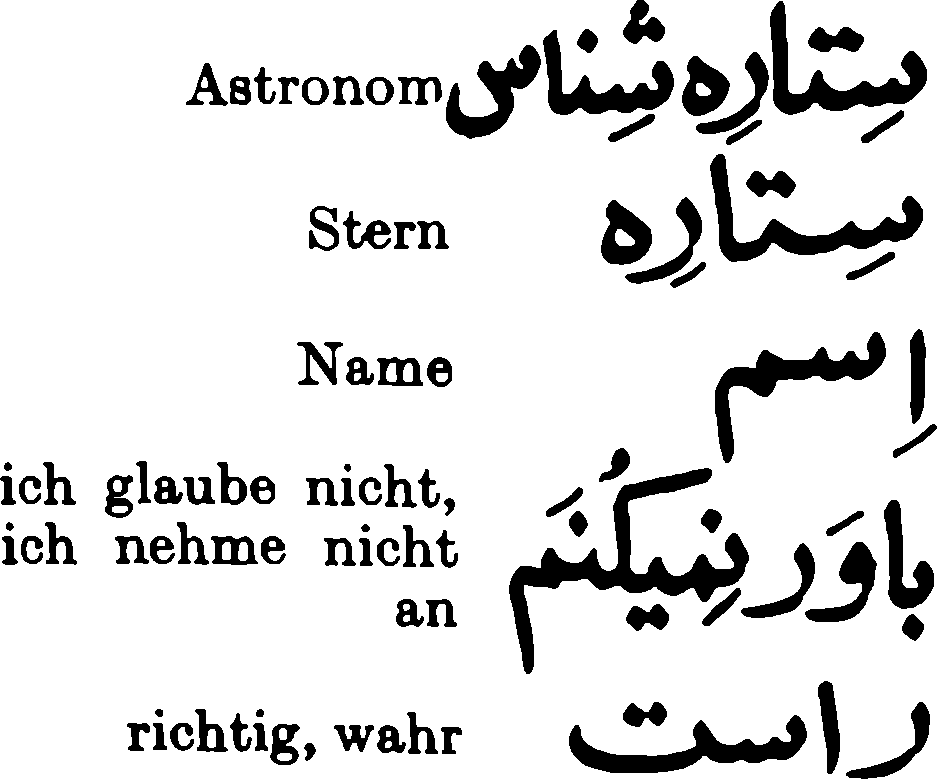 Astronom سِتارِه شِناس
Stern سِتارِه
Name اِسم
ich glaube nicht,
ich nehme nicht باوَر نِمیکُنَم
an
richtig, wahr راست